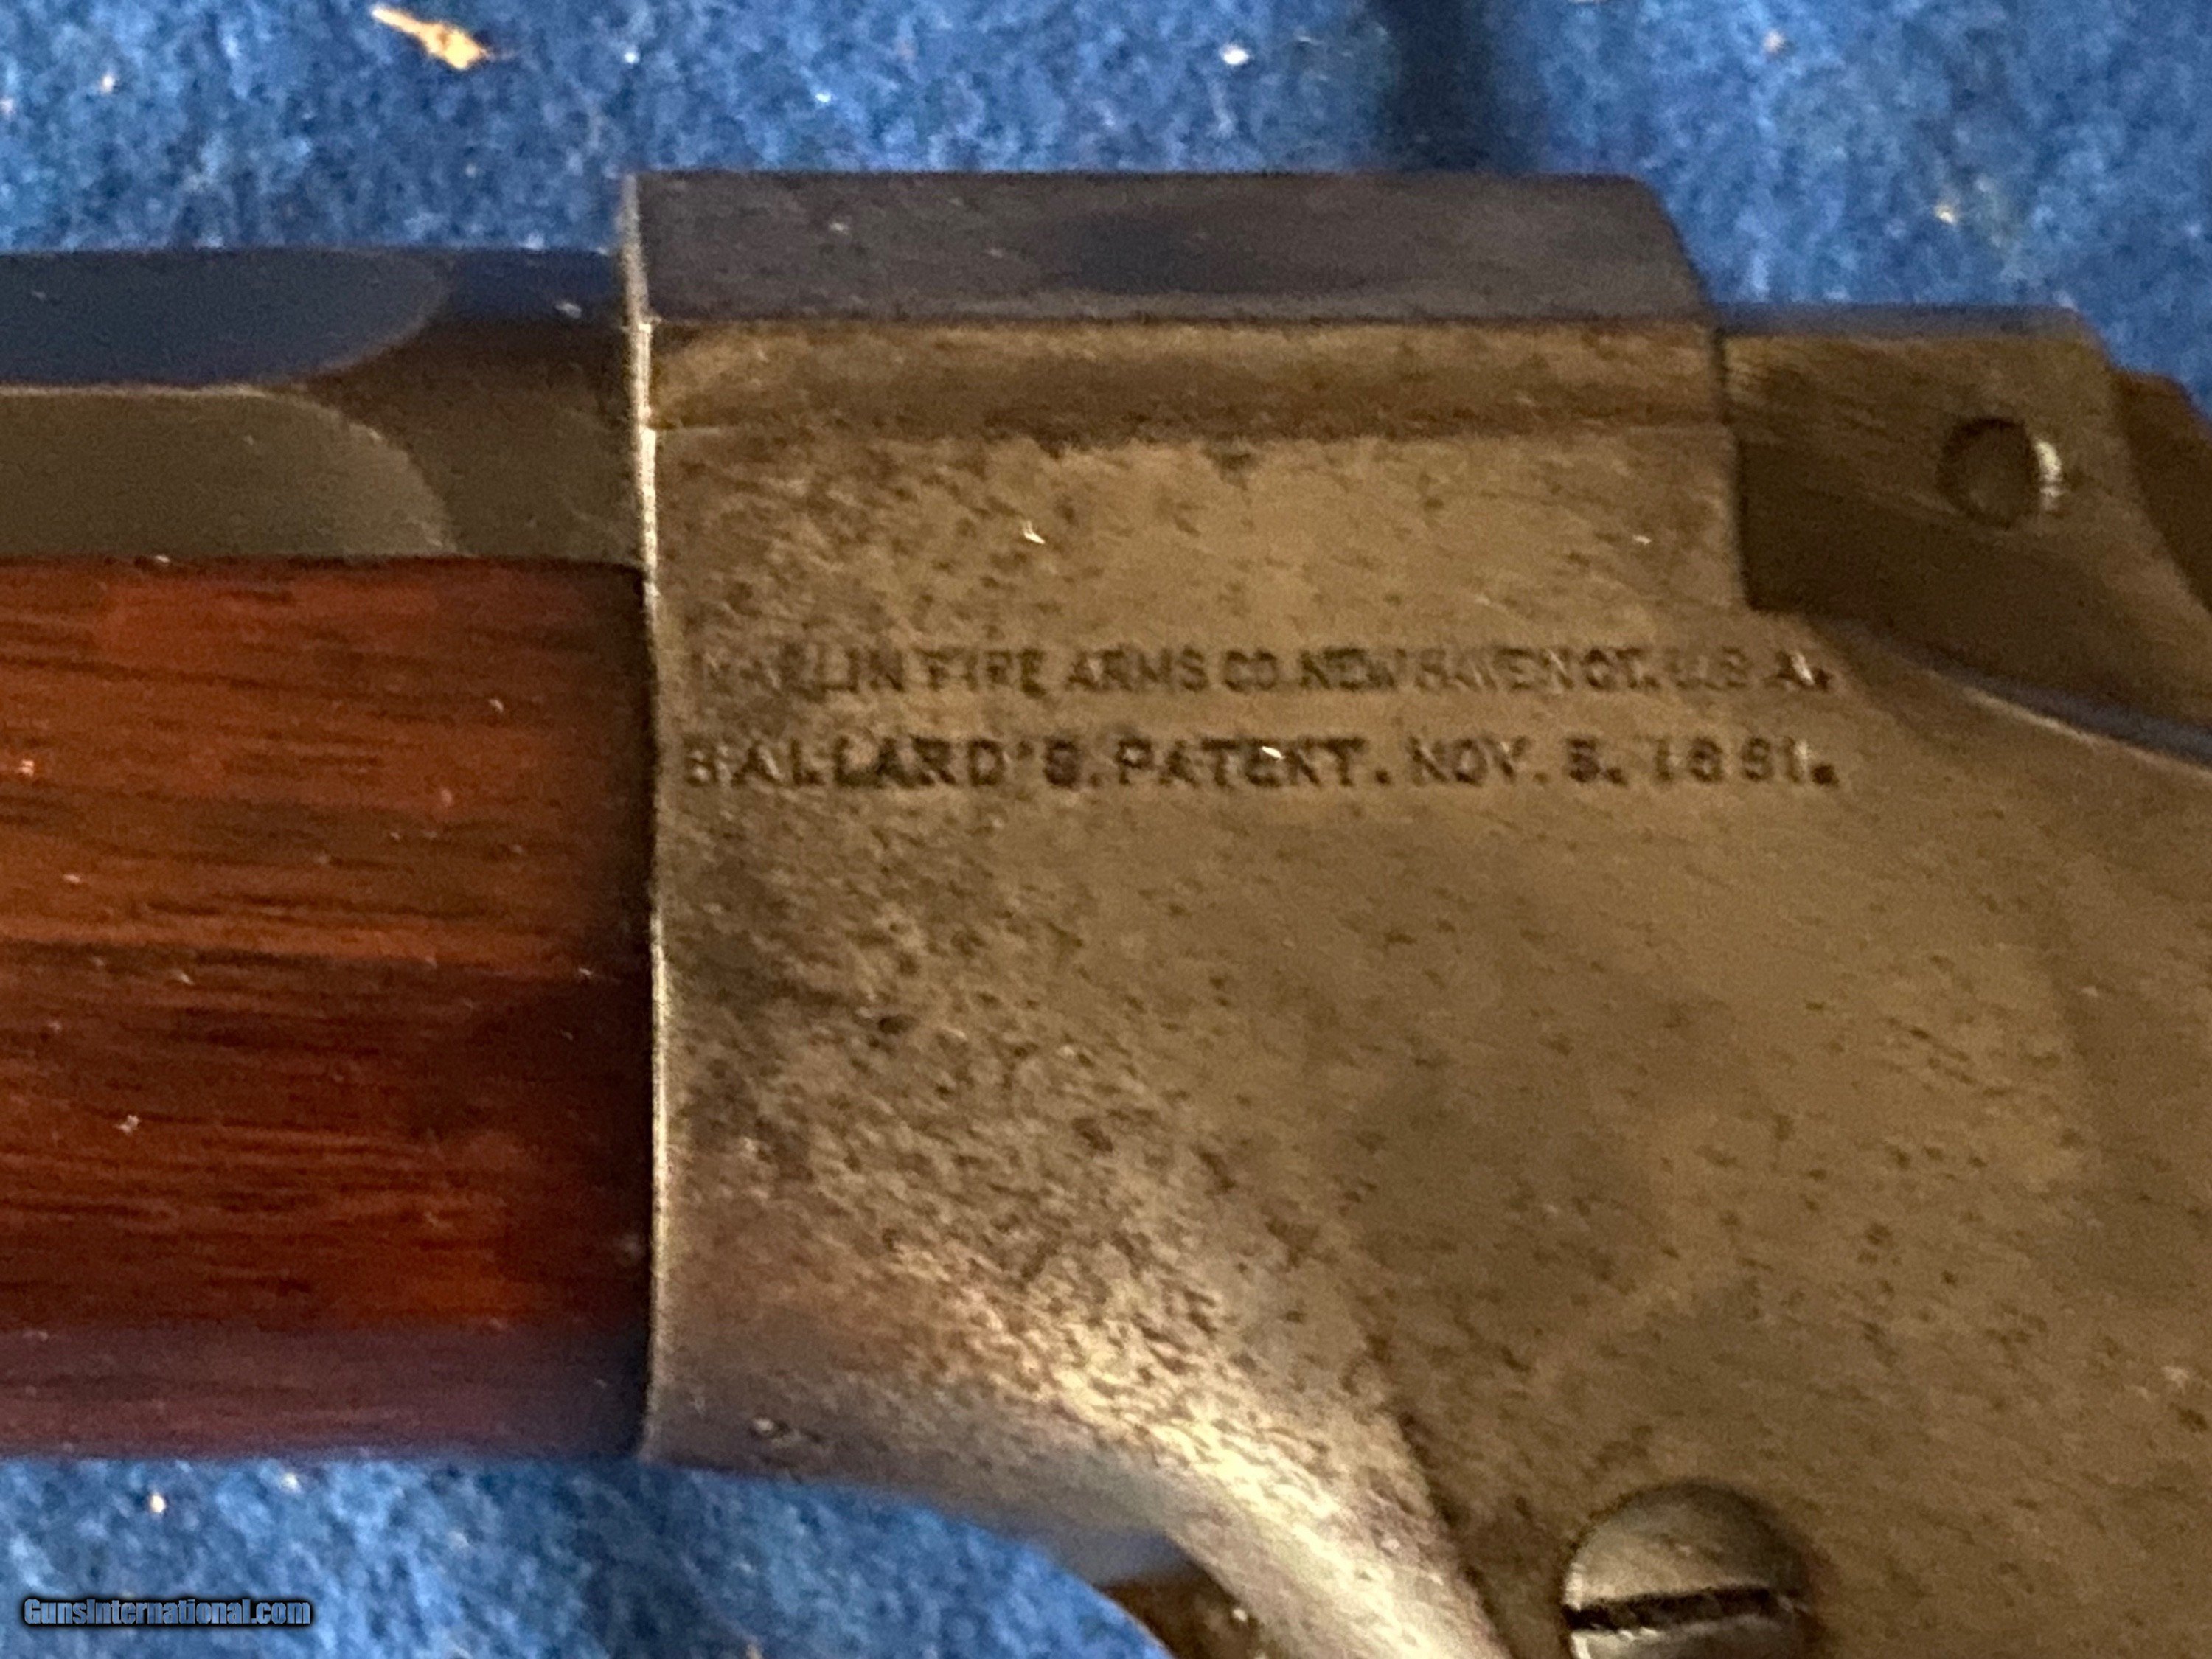 MARLIN FIRE ARMS CO. NEW HAVEN CT. U.S.A.
BALLARD'S. PATENT. NOV. 5. 1861.
GunsInternational.com